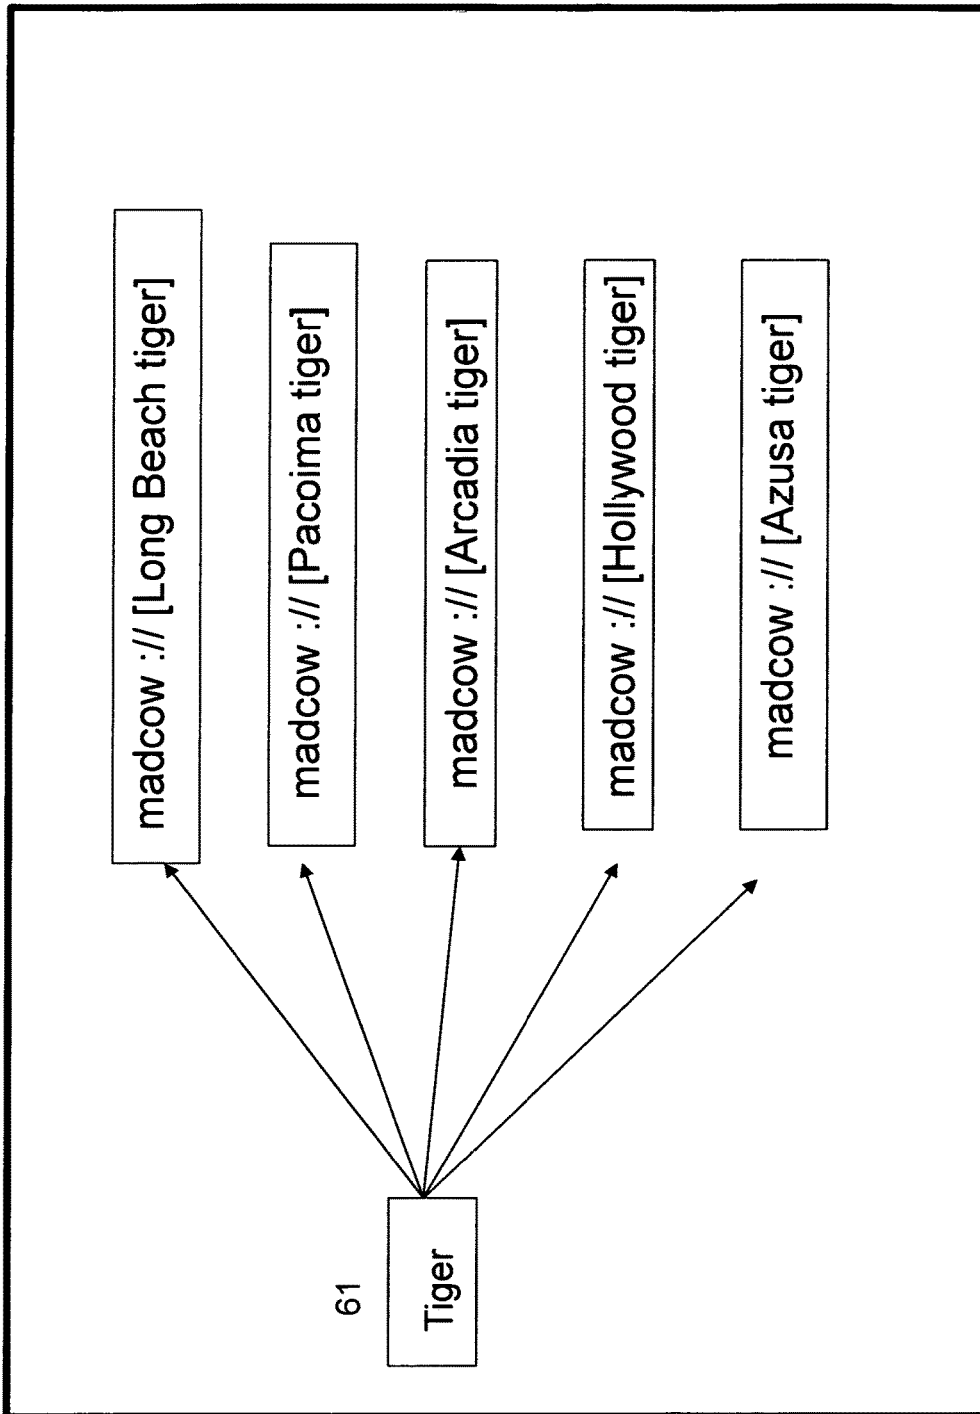 61
Tiger
madcow :// [Long Beach tiger]
madcow :// [Pacoima tiger]
madcow :// [Arcadia tiger]
madcow :// [Hollywood tiger]
madcow :// [Azusa tiger]